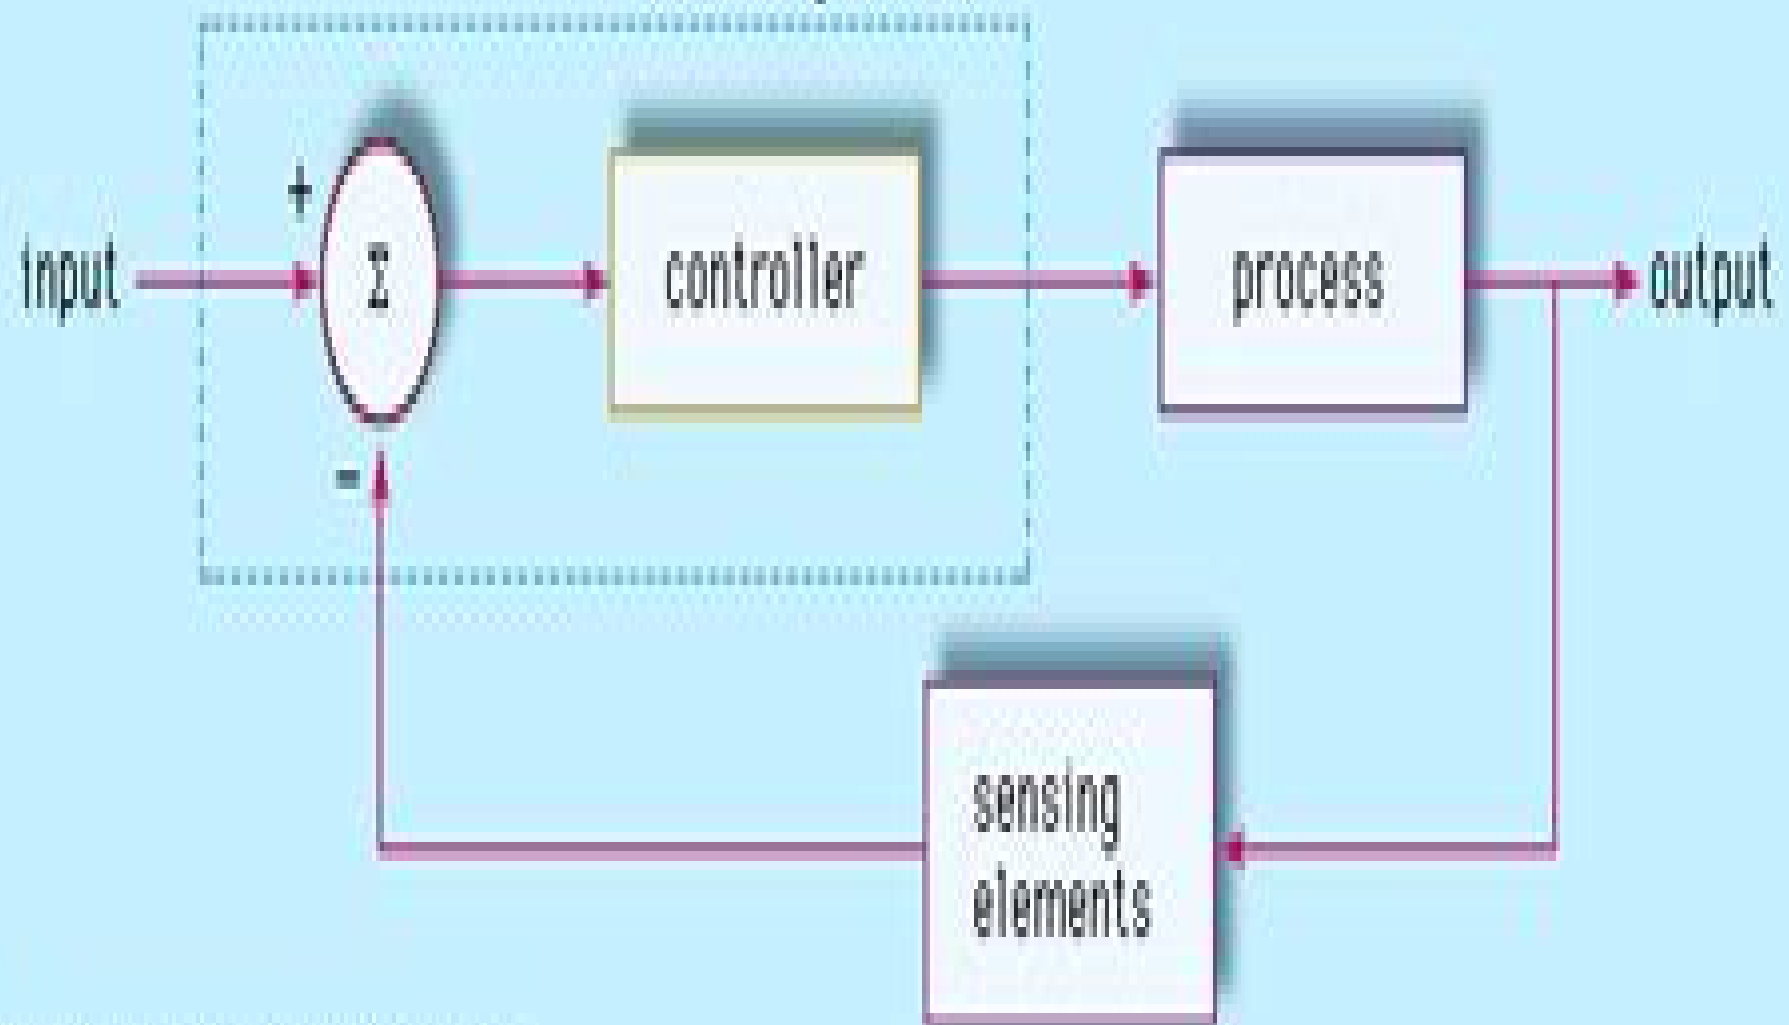 +
input
Σ
controller
process
output
-
sensing
elements